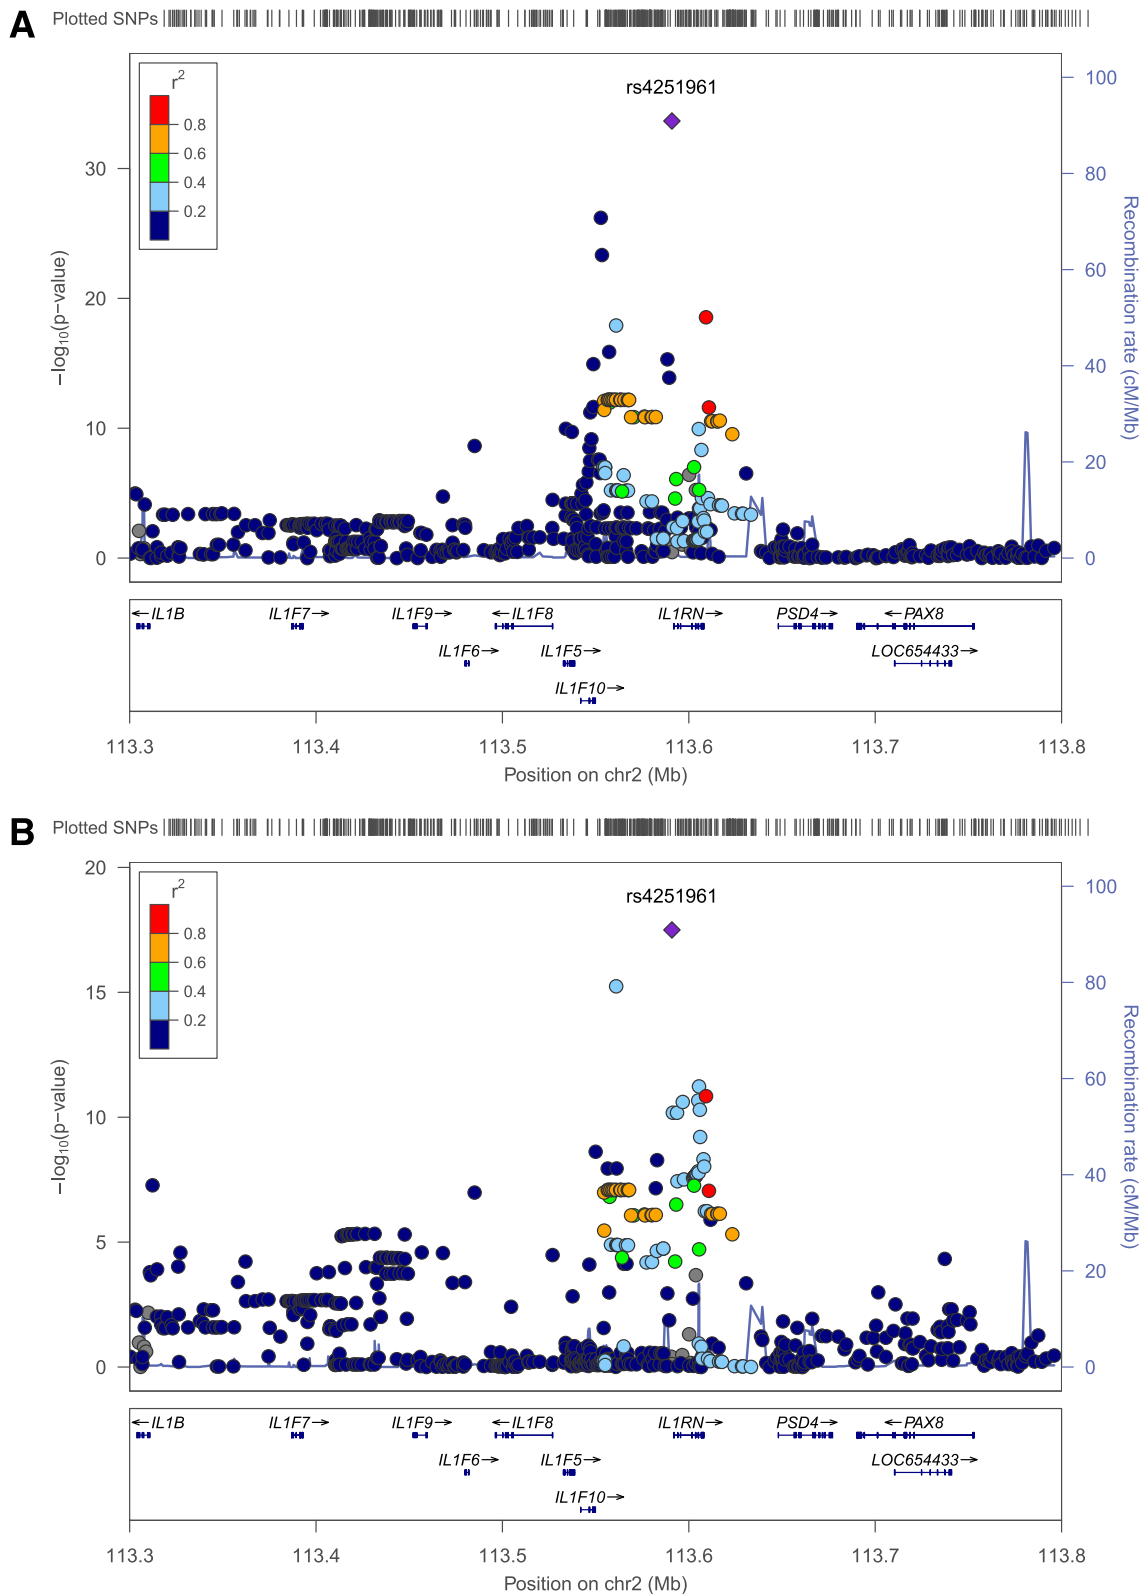 A
Plotted SNPs
rs4251961
r2
0.8
0.6
0.4
0.2
30
20
10
0
−log10(p−value)
100
80
60
40
20
0
Recombination rate (cM/Mb)
←IL1B
IL1F7→
IL1F9→
←IL1F8
IL1RN→
PSD4→
←PAX8
IL1F6→
IL1F5→
LOC654433→
IL1F10→
113.3
113.4
113.5
113.6
113.7
113.8
Position on chr2 (Mb)
B
Plotted SNPs
rs4251961
r2
0.8
0.6
0.4
0.2
20
15
10
5
0
−log10(p−value)
100
80
60
40
20
0
Recombination rate (cM/Mb)
←IL1B
IL1F7→
IL1F9→
←IL1F8
IL1RN→
PSD4→
←PAX8
IL1F6→
IL1F5→
LOC654433→
IL1F10→
113.3
113.4
113.5
113.6
113.7
113.8
Position on chr2 (Mb)